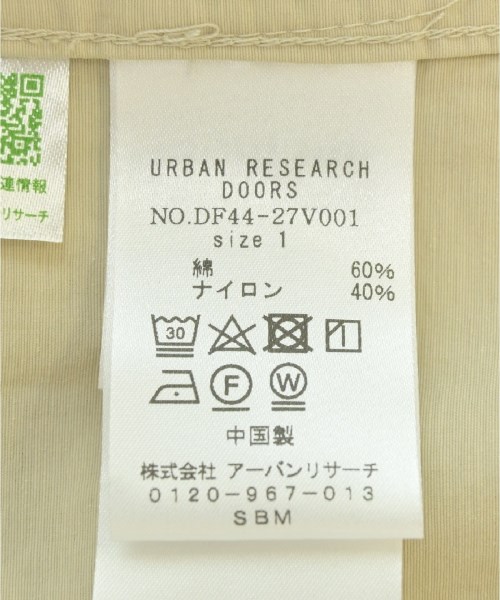 URBAN RESEARCH
DOORS
NO.DF44-27V001
size 1
綿 60%
ナイロン 40%
30
F W
中国製
株式会社 アーバンリサーチ
0120-967-013
SBM
連情報
リサーチ